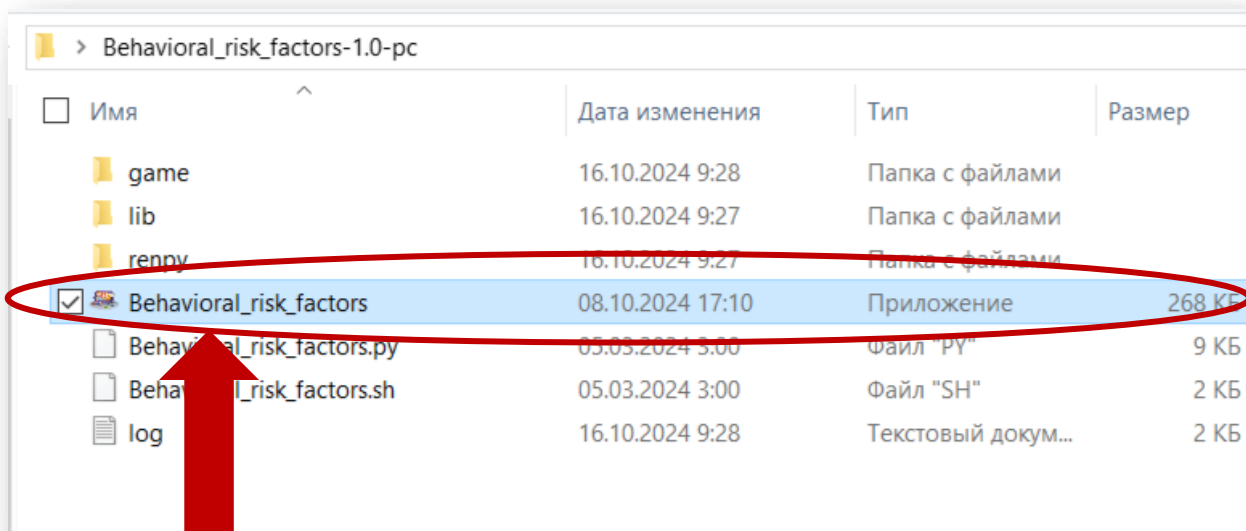 Behavioral_risk_factors-1.0-pc
Имя Дата изменения Тип Размер
game 16.10.2024 9:28 Папка с файлами
lib 16.10.2024 9:27 Папка с файлами
renpy 16.10.2024 9:27 Папка с файлами
Behavioral_risk_factors 08.10.2024 17:10 Приложение 268 КБ
Behavioral_risk_factors.py 05.03.2024 3:00 Файл "PY" 9 КБ
Behavioral_risk_factors.sh 05.03.2024 3:00 Файл "SH" 2 КБ
log 16.10.2024 9:28 Текстовый докум... 2 КБ